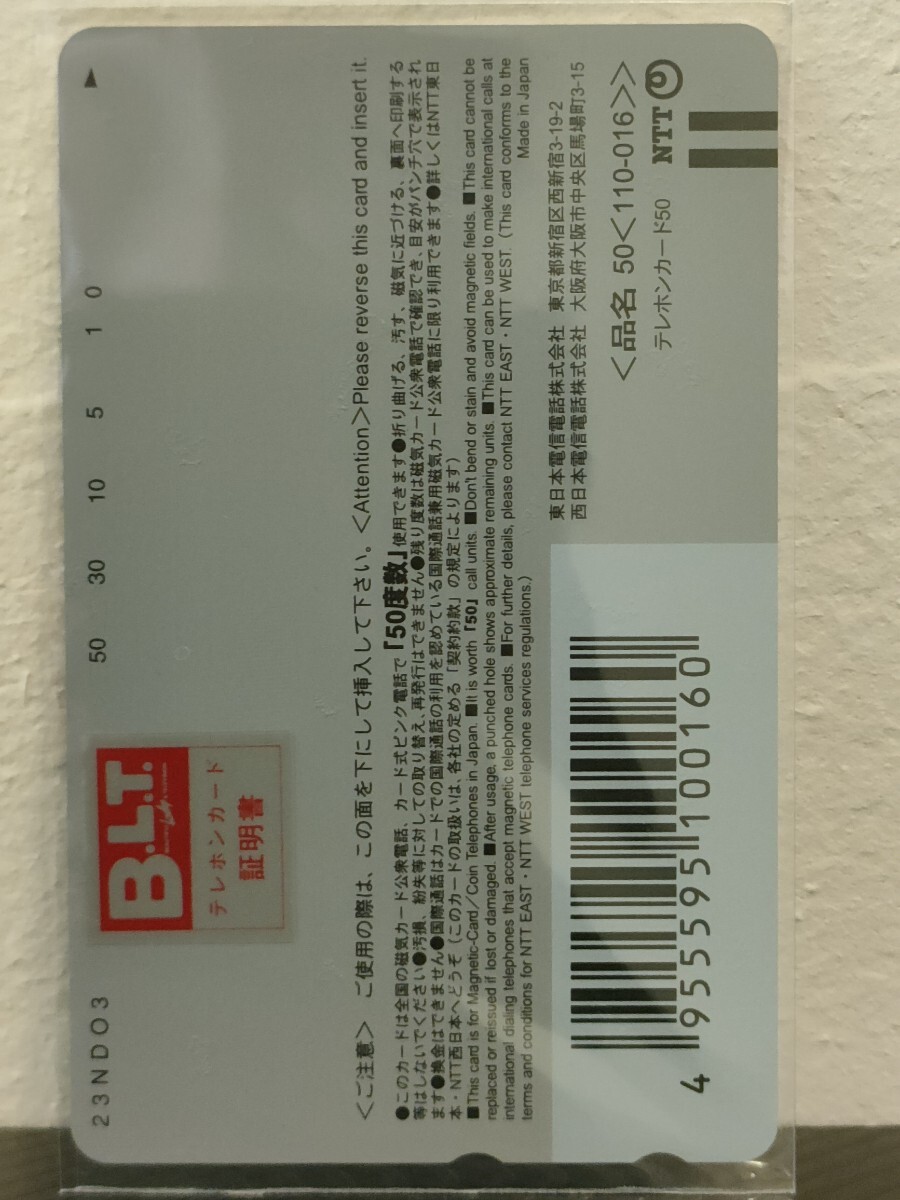 23NDO3
B.L.T.
テレホンカード
証明書
50 30 10 5 1 0
<ご注意> ご使用の際は、この面を下にして挿入して下さい。<Attention>Please reverse this card and insert it.
●このカードは全国の磁気カード公衆電話、カード式ピンク電話で「50度数」使用できます●折り曲げる、汚す、磁気に近づける、裏面へ印刷する
等はしないでください●汚損、紛失等に対しての取り替え、再発行はできません●残り度数は磁気カード公衆電話で確認でき、目安がパンチ穴で表示され
ます●換金はできません●国際通話はカードでの国際通話の利用を認めている国際通話兼用磁気カード公衆電話に限り利用できます●詳しくはNTT東日
本・NTT西日本へどうぞ(このカードの取扱いは、各社の定める「契約約款」の規定によります)
■This card is for Magnetic-Card/Coin Telephones in Japan. ■It is worth「50」call units. ■Don't bend or stain and avoid magnetic fields. ■This card cannot be
replaced or reissued if lost or damaged. ■After usage, a punched hole shows approximate remaining units. ■This card can be used to make international calls at
international dialing telephones that accept magnetic telephone cards. ■For further details, please contact NTT EAST・NTT WEST. (This card conforms to the
terms and conditions for NTT EAST・NTT WEST telephone services regulations.)
Made in Japan
東日本電信電話株式会社 東京都新宿区西新宿3-19-2
西日本電信電話株式会社 大阪府大阪市中央区馬場町3-15
<品名 50<110-016>>
テレホンカード50
NTT
4 955595 100160